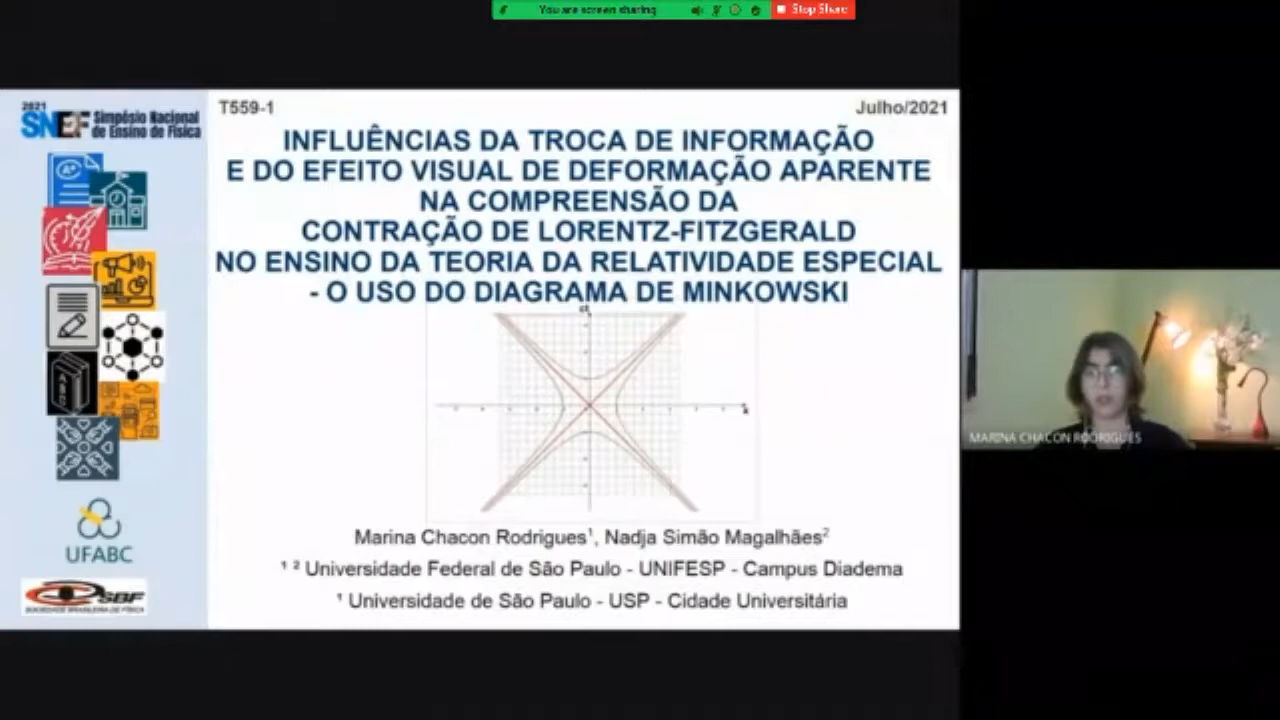 You are screen sharing
Stop Share
2021
SNEF Simpósio Nacional
de Ensino de Física
T559-1
Julho/2021
INFLUÊNCIAS DA TROCA DE INFORMAÇÃO
E DO EFEITO VISUAL DE DEFORMAÇÃO APARENTE
NA COMPREENSÃO DA
CONTRAÇÃO DE LORENTZ-FITZGERALD
NO ENSINO DA TEORIA DA RELATIVIDADE ESPECIAL
- O USO DO DIAGRAMA DE MINKOWSKI
MARINA CHACON RODRIGUES
Marina Chacon Rodrigues¹, Nadja Simão Magalhães²
¹ ² Universidade Federal de São Paulo - UNIFESP - Campus Diadema
¹ Universidade de São Paulo - USP - Cidade Universitária
UFABC
SBF
SOCIEDADE BRASILEIRA DE FÍSICA